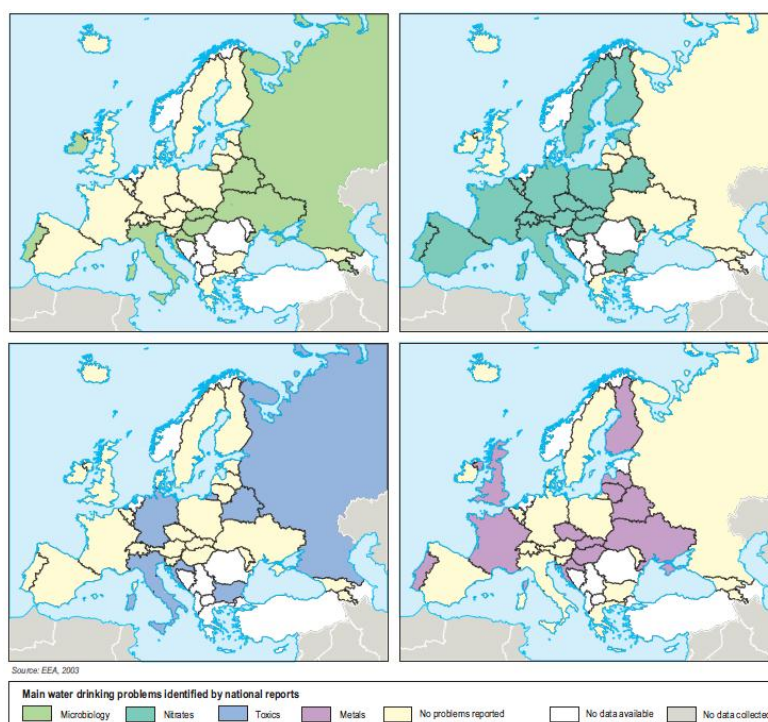 Source: EEA, 2003
Main water drinking problems identified by national reports
Microbiology Nitrates Toxics Metals No problems reported No data available No data collected